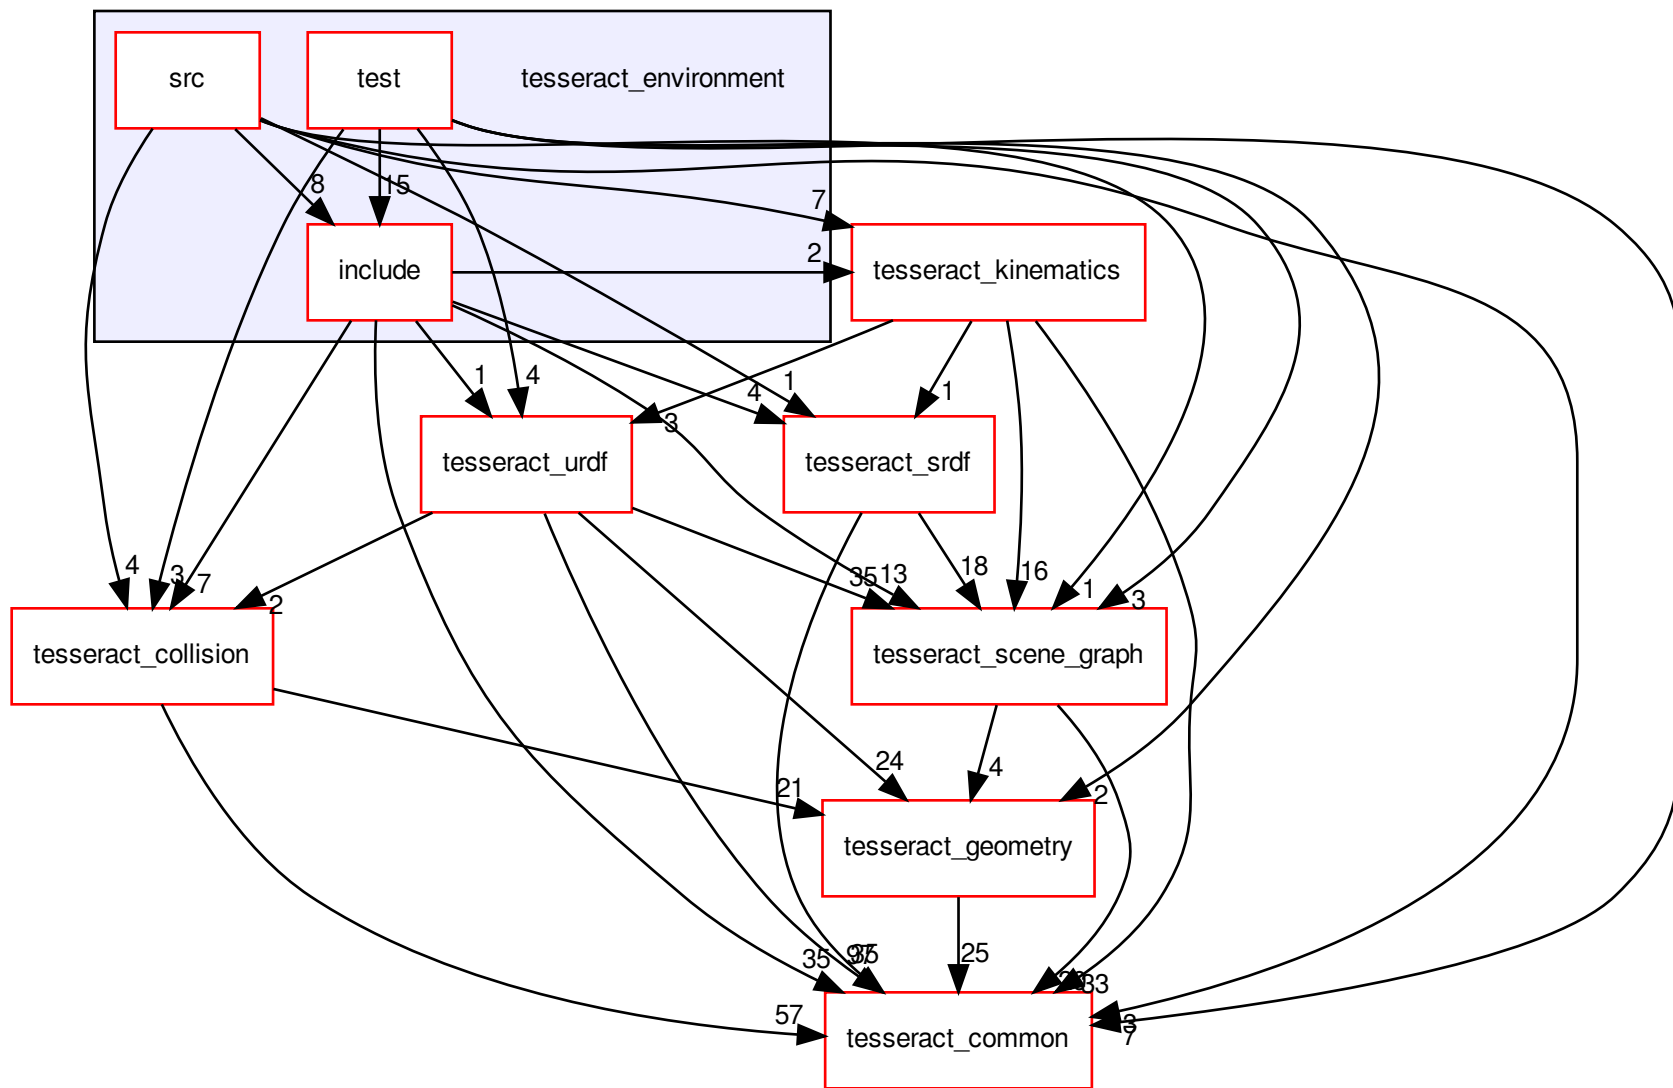 src
test
tesseract_environment
8
15
7
include
2
tesseract_kinematics
1
4
3
4
1
1
tesseract_urdf
tesseract_srdf
4
3
7
2
35
13
18
16
1
3
tesseract_collision
tesseract_scene_graph
21
24
4
2
tesseract_geometry
35
25
33
57
3
7
tesseract_common